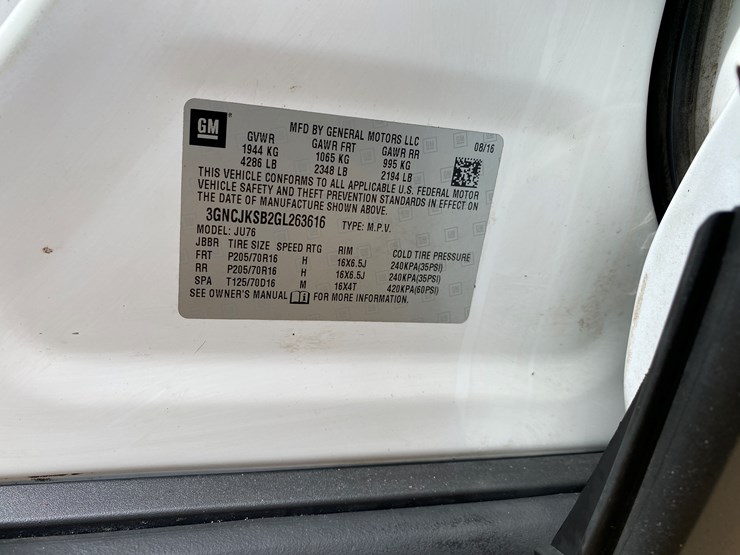 GM ®
MFD BY GENERAL MOTORS LLC 08/16
GVWR GAWR FRT GAWR RR
1944 KG 1065 KG 995 KG
4286 LB 2348 LB 2194 LB
THIS VEHICLE CONFORMS TO ALL APPLICABLE U.S. FEDERAL MOTOR
VEHICLE SAFETY AND THEFT PREVENTION STANDARDS IN EFFECT ON
THE DATE OF MANUFACTURE SHOWN ABOVE.
3GNCJKSB2GL263616 TYPE: M.P.V.
MODEL: JU76
JBBR TIRE SIZE SPEED RTG RIM COLD TIRE PRESSURE
FRT P205/70R16 H 16X6.5J 240KPA(35PSI)
RR P205/70R16 H 16X6.5J 240KPA(35PSI)
SPA T125/70D16 M 16X4T 420KPA(60PSI)
SEE OWNER'S MANUAL FOR MORE INFORMATION.